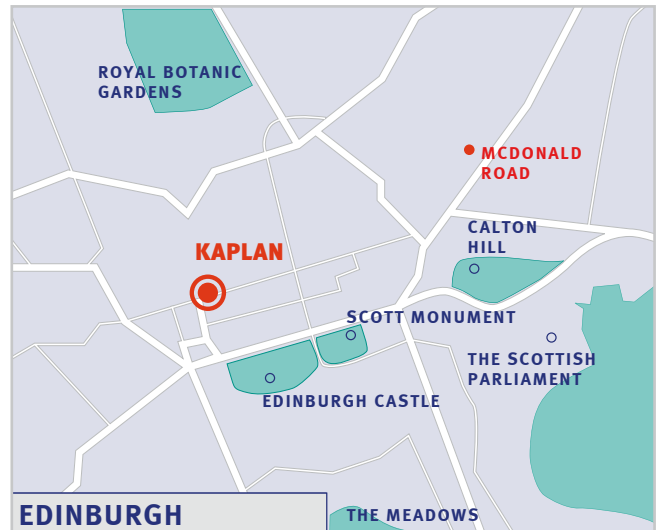 ROYAL BOTANIC
GARDENS
MCDONALD
ROAD
CALTON
HILL
KAPLAN
SCOTT MONUMENT
THE SCOTTISH
PARLIAMENT
EDINBURGH CASTLE
EDINBURGH
THE MEADOWS